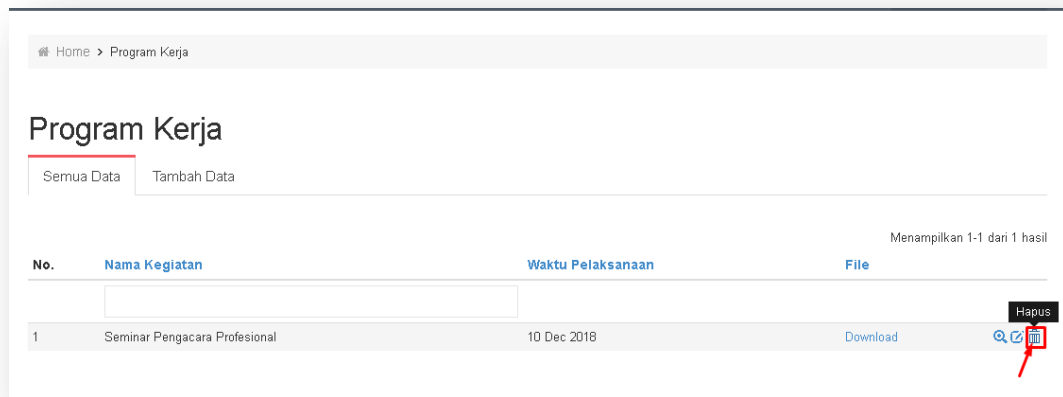 Home > Program Kerja
Program Kerja
Semua Data Tambah Data
Menampilkan 1-1 dari 1 hasil
No. Nama Kegiatan Waktu Pelaksanaan File
Hapus
1 Seminar Pengacara Profesional 10 Dec 2018 Download